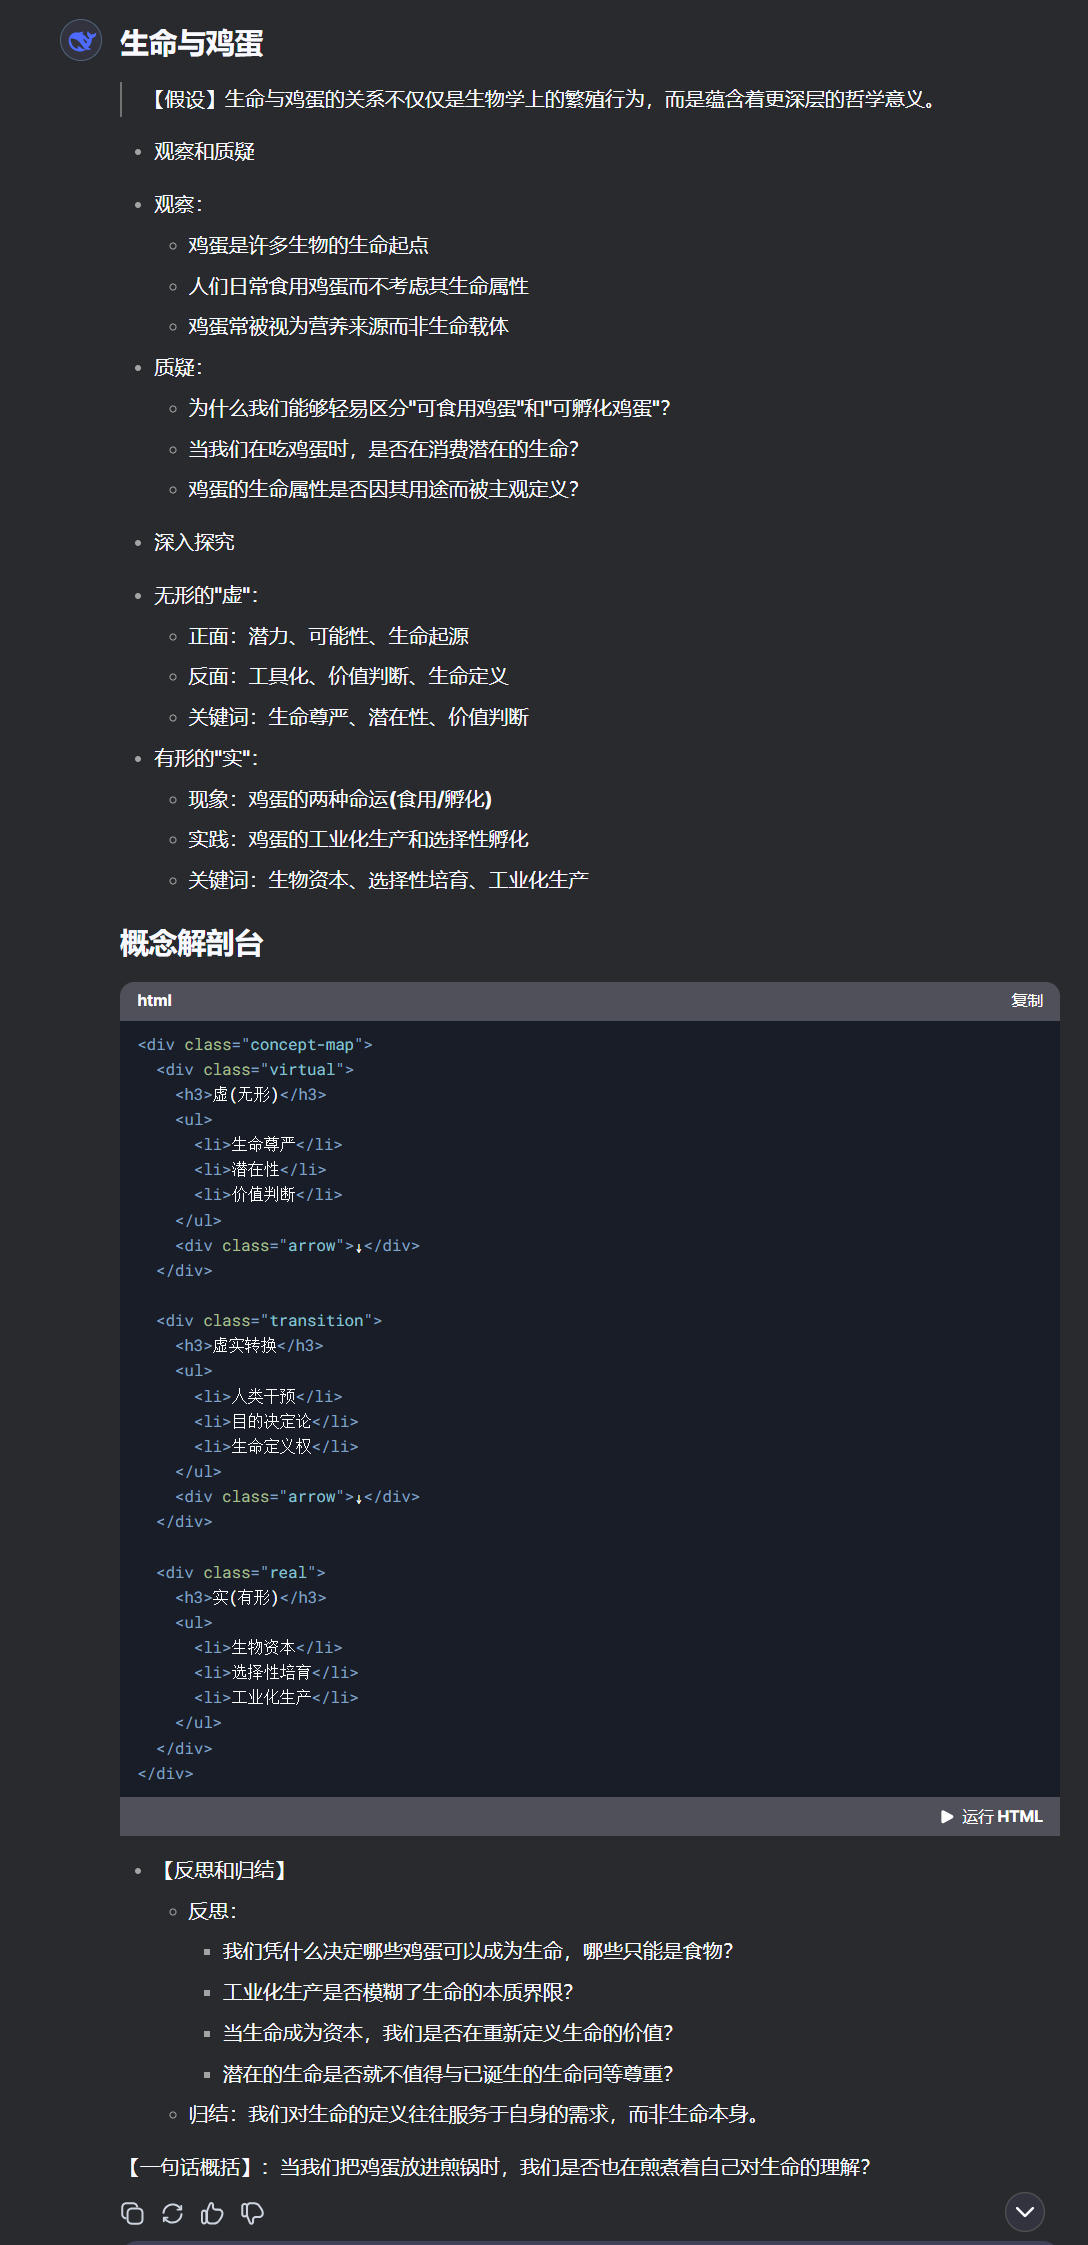 生命与鸡蛋
【假设】生命与鸡蛋的关系不仅仅是生物学上的繁殖行为，而是蕴含着更深层的哲学意义。
观察和质疑
观察：
鸡蛋是许多生物的生命起点
人们日常食用鸡蛋而不考虑其生命属性
鸡蛋常被视为营养来源而非生命载体
质疑：
为什么我们能够轻易区分"可食用鸡蛋"和"可孵化鸡蛋"？
当我们在吃鸡蛋时，是否在消费潜在的生命？
鸡蛋的生命属性是否因其用途而被主观定义？
深入探究
无形的"虚"：
正面：潜力、可能性、生命起源
反面：工具化、价值判断、生命定义
关键词：生命尊严、潜在性、价值判断
有形的"实"：
现象：鸡蛋的两种命运(食用/孵化)
实践：鸡蛋的工业化生产和选择性孵化
关键词：生物资本、选择性培育、工业化生产
概念解剖台
html 复制
<div class="concept-map">
  <div class="virtual">
    <h3>虚(无形)</h3>
    <ul>
      <li>生命尊严</li>
      <li>潜在性</li>
      <li>价值判断</li>
    </ul>
    <div class="arrow">↓</div>
  </div>

  <div class="transition">
    <h3>虚实转换</h3>
    <ul>
      <li>人类干预</li>
      <li>目的决定论</li>
      <li>生命定义权</li>
    </ul>
    <div class="arrow">↓</div>
  </div>

  <div class="real">
    <h3>实(有形)</h3>
    <ul>
      <li>生物资本</li>
      <li>选择性培育</li>
      <li>工业化生产</li>
    </ul>
  </div>
</div>
运行 HTML
【反思和归结】
反思：
我们凭什么决定哪些鸡蛋可以成为生命，哪些只能是食物？
工业化生产是否模糊了生命的本质界限？
当生命成为资本，我们是否在重新定义生命的价值？
潜在的生命是否就不值得与已诞生的生命同等尊重？
归结：我们对生命的定义往往服务于自身的需求，而非生命本身。
【一句话概括】：当我们把鸡蛋放进煎锅时，我们是否也在煎煮着自己对生命的理解？